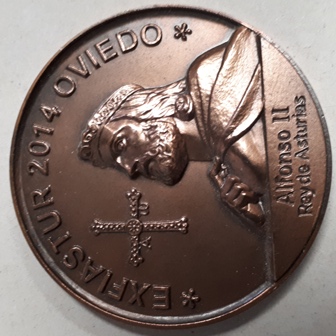 * EXFIASTUR 2014 OVIEDO *
Alfonso II
Rey de Asturias